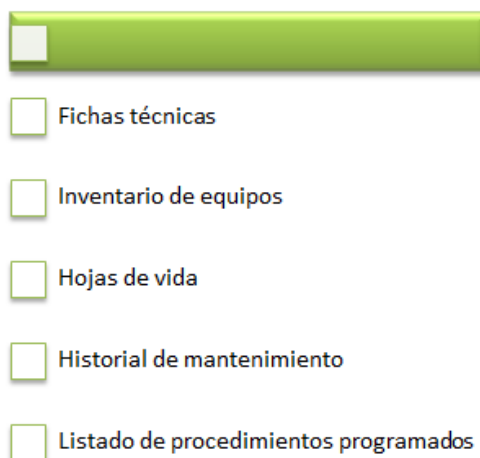 Fichas técnicas
Inventario de equipos
Hojas de vida
Historial de mantenimiento
Listado de procedimientos programados